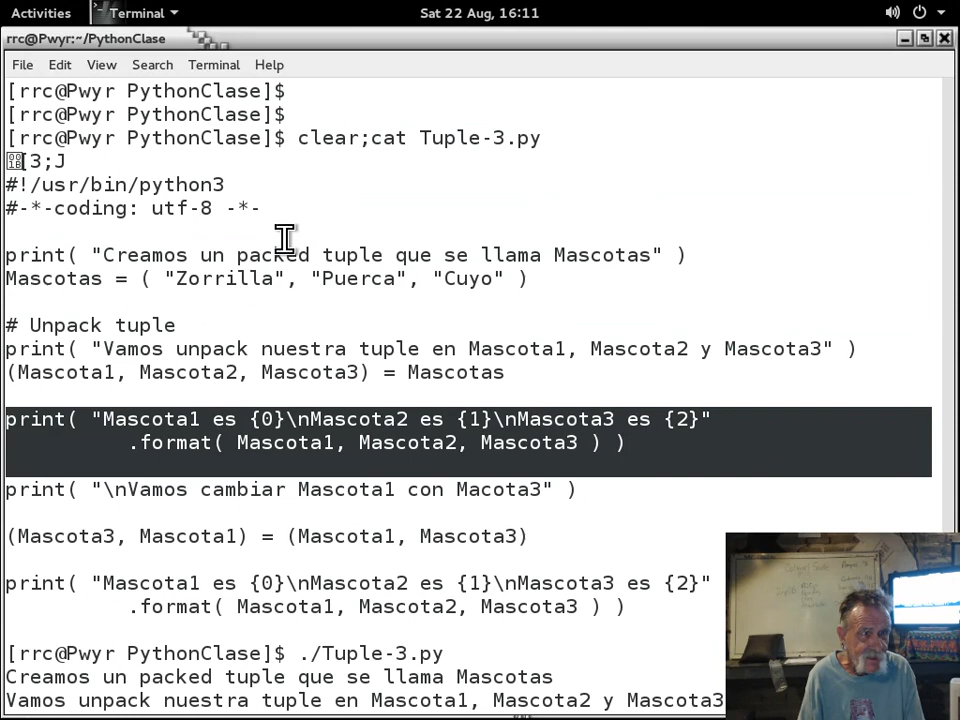 Activities Terminal Sat 22 Aug, 16:11
rrc@Pwyr:~/PythonClase
File Edit View Search Terminal Help
[rrc@Pwyr PythonClase]$
[rrc@Pwyr PythonClase]$
[rrc@Pwyr PythonClase]$ clear;cat Tuple-3.py
[3;J
#!/usr/bin/python3
#-*-coding: utf-8 -*-
print( "Creamos un packed tuple que se llama Mascotas" )
Mascotas = ( "Zorrilla", "Puerca", "Cuyo" )
# Unpack tuple
print( "Vamos unpack nuestra tuple en Mascota1, Mascota2 y Mascota3" )
(Mascota1, Mascota2, Mascota3) = Mascotas
print( "Mascota1 es {0}\nMascota2 es {1}\nMascota3 es {2}"
.format( Mascota1, Mascota2, Mascota3 ) )
print( "\nVamos cambiar Mascota1 con Macota3" )
(Mascota3, Mascota1) = (Mascota1, Mascota3)
print( "Mascota1 es {0}\nMascota2 es {1}\nMascota3 es {2}"
.format( Mascota1, Mascota2, Mascota3 ) )
[rrc@Pwyr PythonClase]$ ./Tuple-3.py
Creamos un packed tuple que se llama Mascotas
Vamos unpack nuestra tuple en Mascota1, Mascota2 y Mascota3